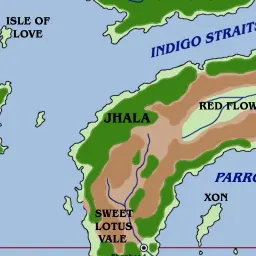 ISLE OF
LOVE
INDIGO STRAITS
JHALA
RED FLOW
PARRO
XON
SWEET
LOTUS
VALE